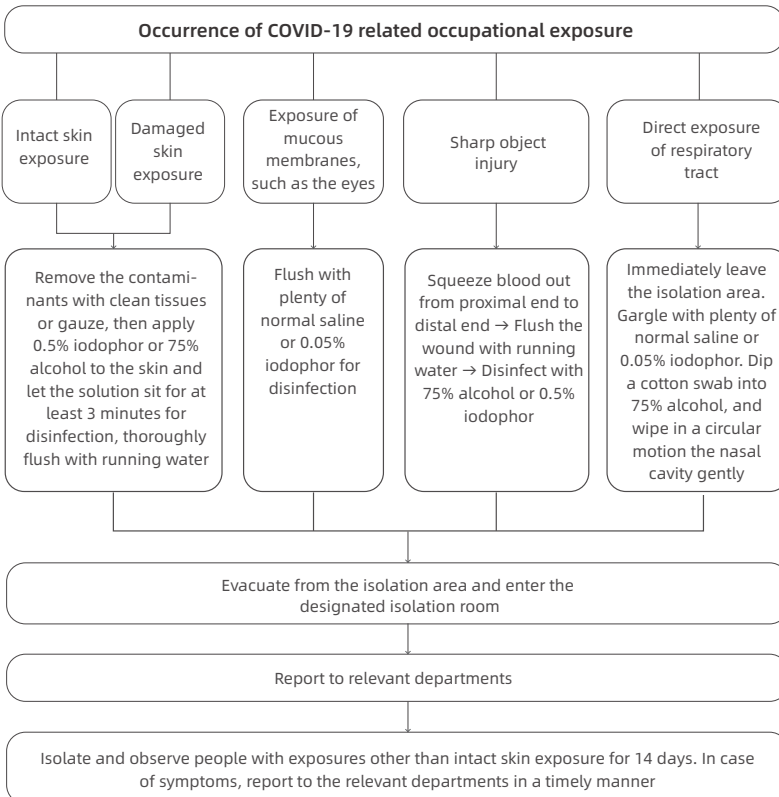 Occurrence of COVID-19 related occupational exposure
Intact skin
exposure
Damaged
skin
exposure
Exposure of
mucous
membranes,
such as the eyes
Sharp object
injury
Direct exposure
of respiratory
tract
Remove the contami-
nants with clean tissues
or gauze, then apply
0.5% iodophor or 75%
alcohol to the skin and
let the solution sit for at
least 3 minutes for
disinfection, thoroughly
flush with running water
Flush with
plenty of
normal saline
or 0.05%
iodophor for
disinfection
Squeeze blood out
from proximal end to
distal end → Flush the
wound with running
water → Disinfect with
75% alcohol or 0.5%
iodophor
Immediately leave
the isolation area.
Gargle with plenty of
normal saline or
0.05% iodophor. Dip
a cotton swab into
75% alcohol, and
wipe in a circular
motion the nasal
cavity gently
Evacuate from the isolation area and enter the
designated isolation room
Report to relevant departments
Isolate and observe people with exposures other than intact skin exposure for 14 days. In case
of symptoms, report to the relevant departments in a timely manner